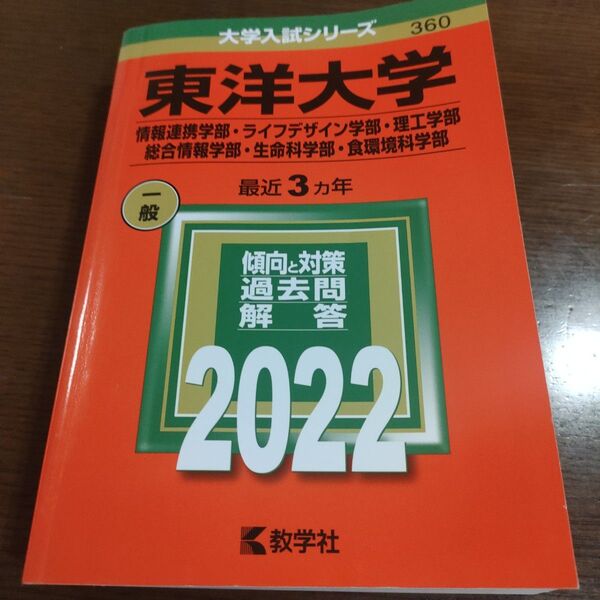 大学入試シリーズ
360
東洋大学
情報連携学部・ライフデザイン学部・理工学部
総合情報学部・生命科学部・食環境科学部
最近3ヵ年
一般
傾向と対策
過去問
解答
2022
教学社